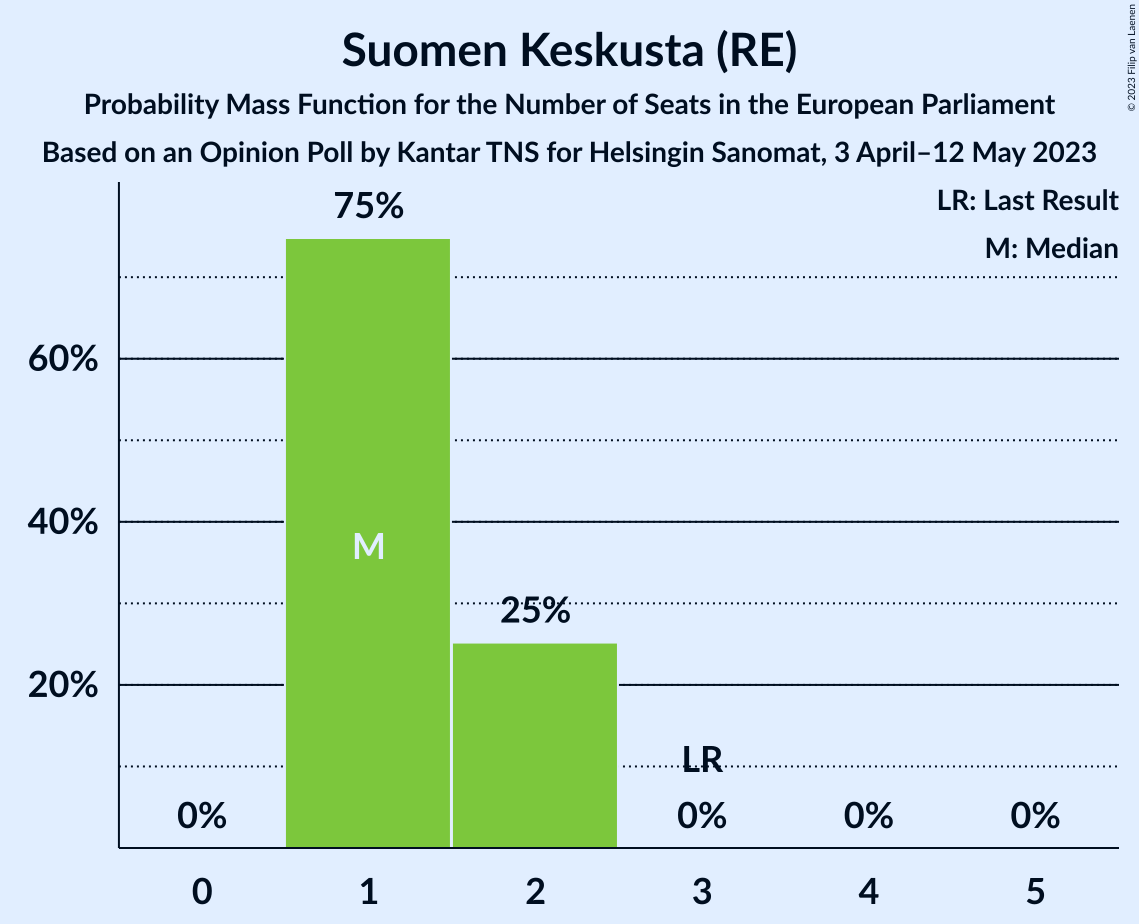 Suomen Keskusta (RE)
Probability Mass Function for the Number of Seats in the European Parliament
Based on an Opinion Poll by Kantar TNS for Helsingin Sanomat, 3 April–12 May 2023
© 2023 Filip van Laenen
LR: Last Result
M: Median
75%
60%
40%
M
25%
20%
LR
0%
0%
0%
0%
0
1
2
3
4
5